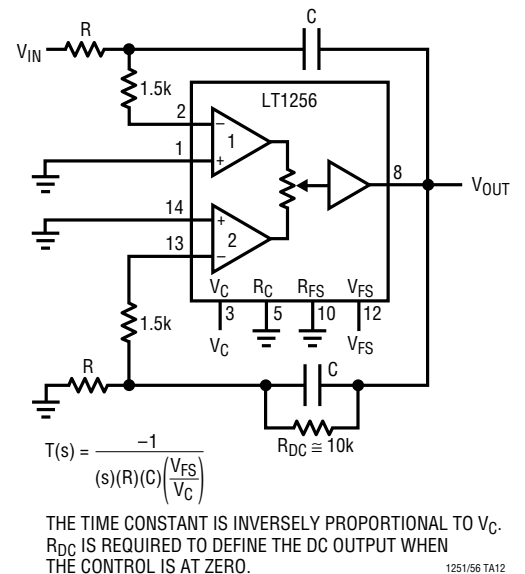 R
C
V_IN
1.5k
LT1256
2
−
1
1
+
8
V_OUT
14
+
2
13
−
V_C R_C R_FS V_FS
3 5 10 12
1.5k
V_C
V_FS
R
C
R_DC ≅ 10k
T(s) = −1 / (s)(R)(C)(V_FS/V_C)
THE TIME CONSTANT IS INVERSELY PROPORTIONAL TO V_C.
R_DC IS REQUIRED TO DEFINE THE DC OUTPUT WHEN
THE CONTROL IS AT ZERO.
1251/56 TA12